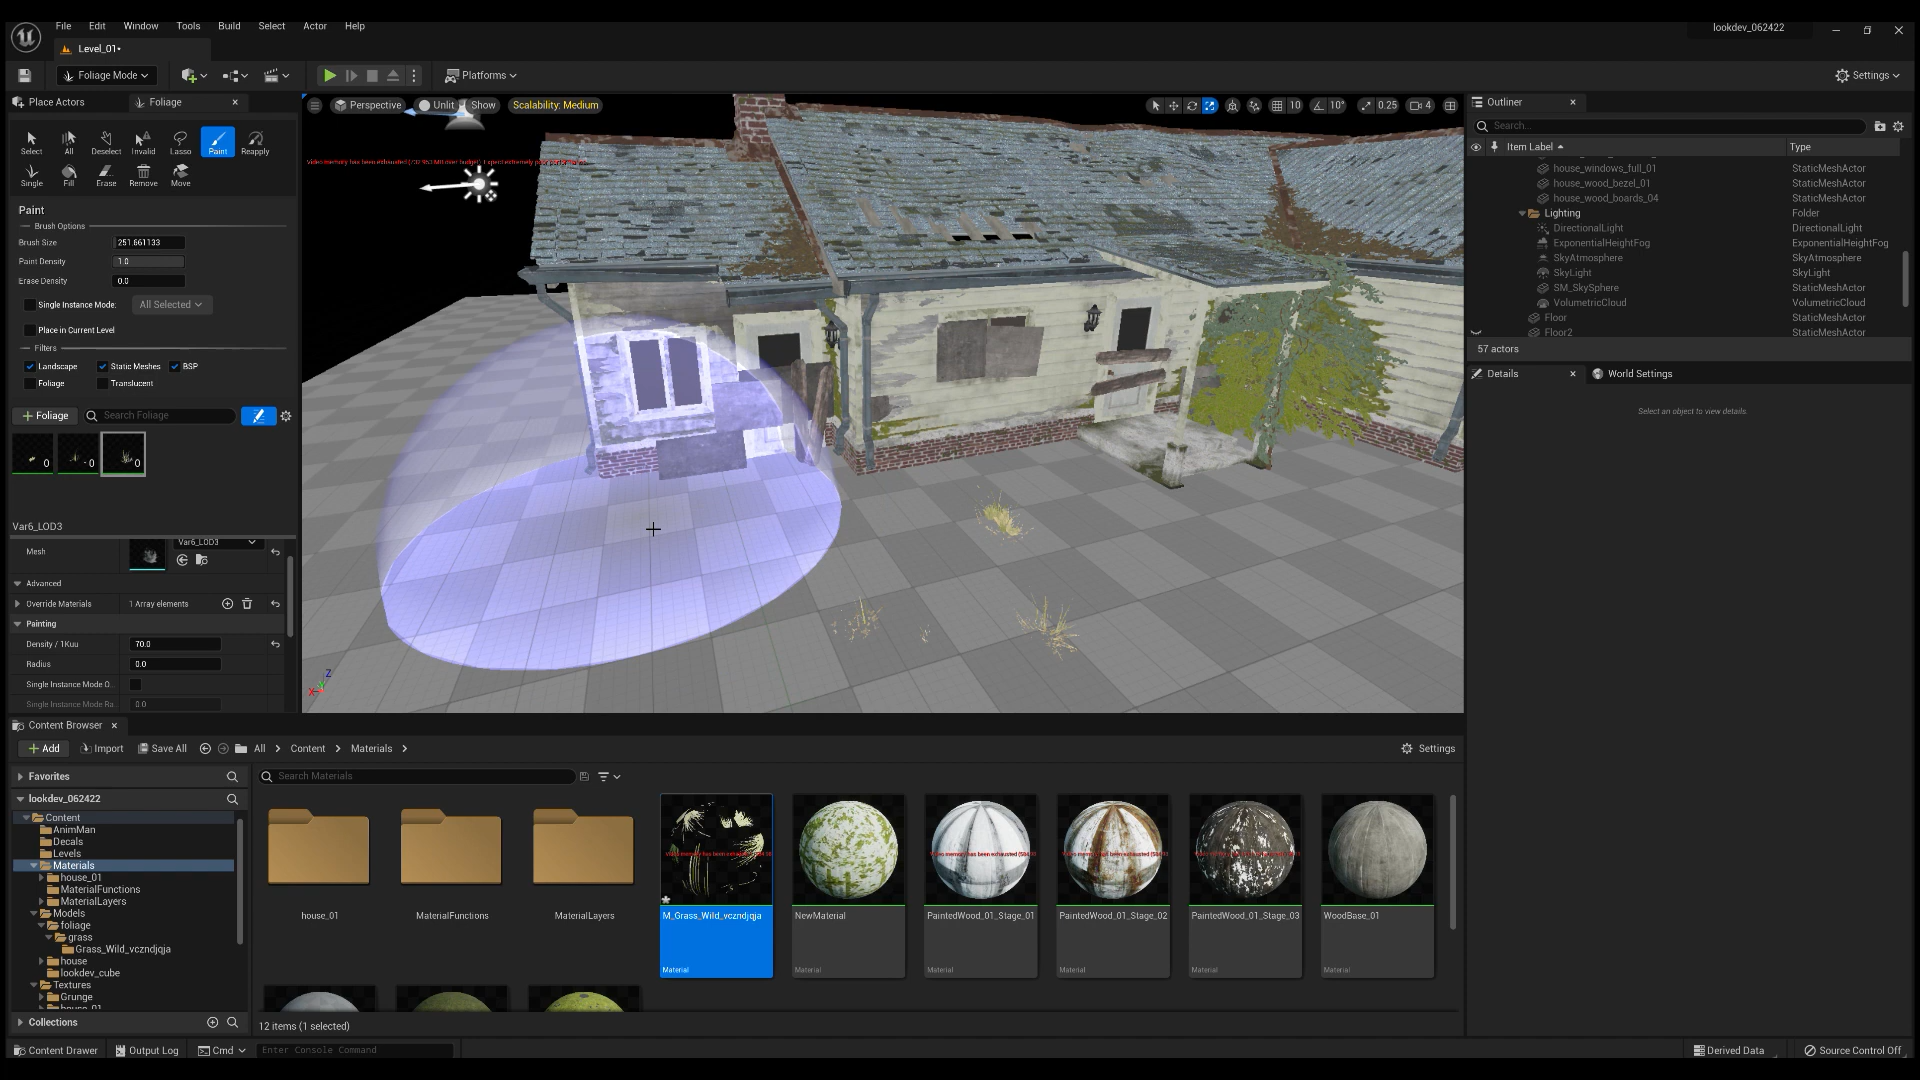 File Edit Window Tools Build Select Actor Help
lookdev_062422
Level_01•
Foliage Mode
Platforms
Settings
Place Actors
Foliage
Perspective
Unlit
Show
Scalability: Medium
10
10°
0.25
4
Outliner
Search...
Item Label
Type
Select All Deselect Invalid Lasso Paint Reapply
Single Fill Erase Remove Move
house_windows_full_01 StaticMeshActor
house_wood_bezel_01 StaticMeshActor
house_wood_boards_04 StaticMeshActor
Lighting Folder
DirectionalLight DirectionalLight
ExponentialHeightFog ExponentialHeightFog
SkyAtmosphere SkyAtmosphere
SkyLight SkyLight
SM_SkySphere StaticMeshActor
VolumetricCloud VolumetricCloud
Floor StaticMeshActor
Floor2 StaticMeshActor
57 actors
Details
World Settings
Select an object to view details.
Paint
Brush Options
Brush Size 251.661133
Paint Density 1.0
Erase Density 0.0
Single Instance Mode: All Selected
Place in Current Level
Filters
Landscape Static Meshes BSP
Foliage Translucent
Foliage
Search Foliage
0 0 0
Var6_LOD3
Mesh Var6_LOD3
Advanced
Override Materials 1 Array elements
Painting
Density / 1Kuu 70.0
Radius 0.0
Single Instance Mode O..
Single Instance Mode Ra.. 0.0
Z
X
Content Browser
Add Import Save All All Content Materials
Settings
Favorites
lookdev_062422
Content
AnimMan
Decals
Levels
Materials
house_01
MaterialFunctions
MaterialLayers
Models
foliage
grass
Grass_Wild_vczndjqja
house
lookdev_cube
Textures
Grunge
house_01
Collections
Search Materials
house_01
MaterialFunctions
MaterialLayers
M_Grass_Wild_vczndjqja
NewMaterial
PaintedWood_01_Stage_01
PaintedWood_01_Stage_02
PaintedWood_01_Stage_03
WoodBase_01
Material Material Material Material Material Material
12 items (1 selected)
Content Drawer
Output Log
Cmd
Enter Console Command
Derived Data
Source Control Off